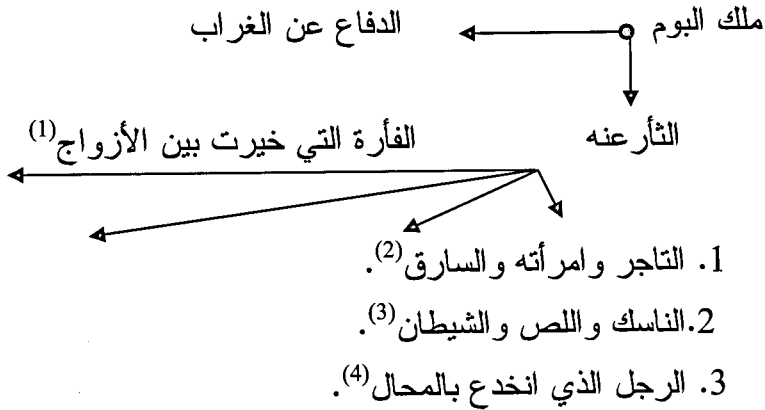 ملك البوم الدفاع عن الغراب
الثأرعنه الفأرة التي خيرت بين الأزواج(1)
1. التاجر وامرأته والسارق(2).
2.الناسك واللص والشيطان(3).
3. الرجل الذي انخدع بالمحال(4).